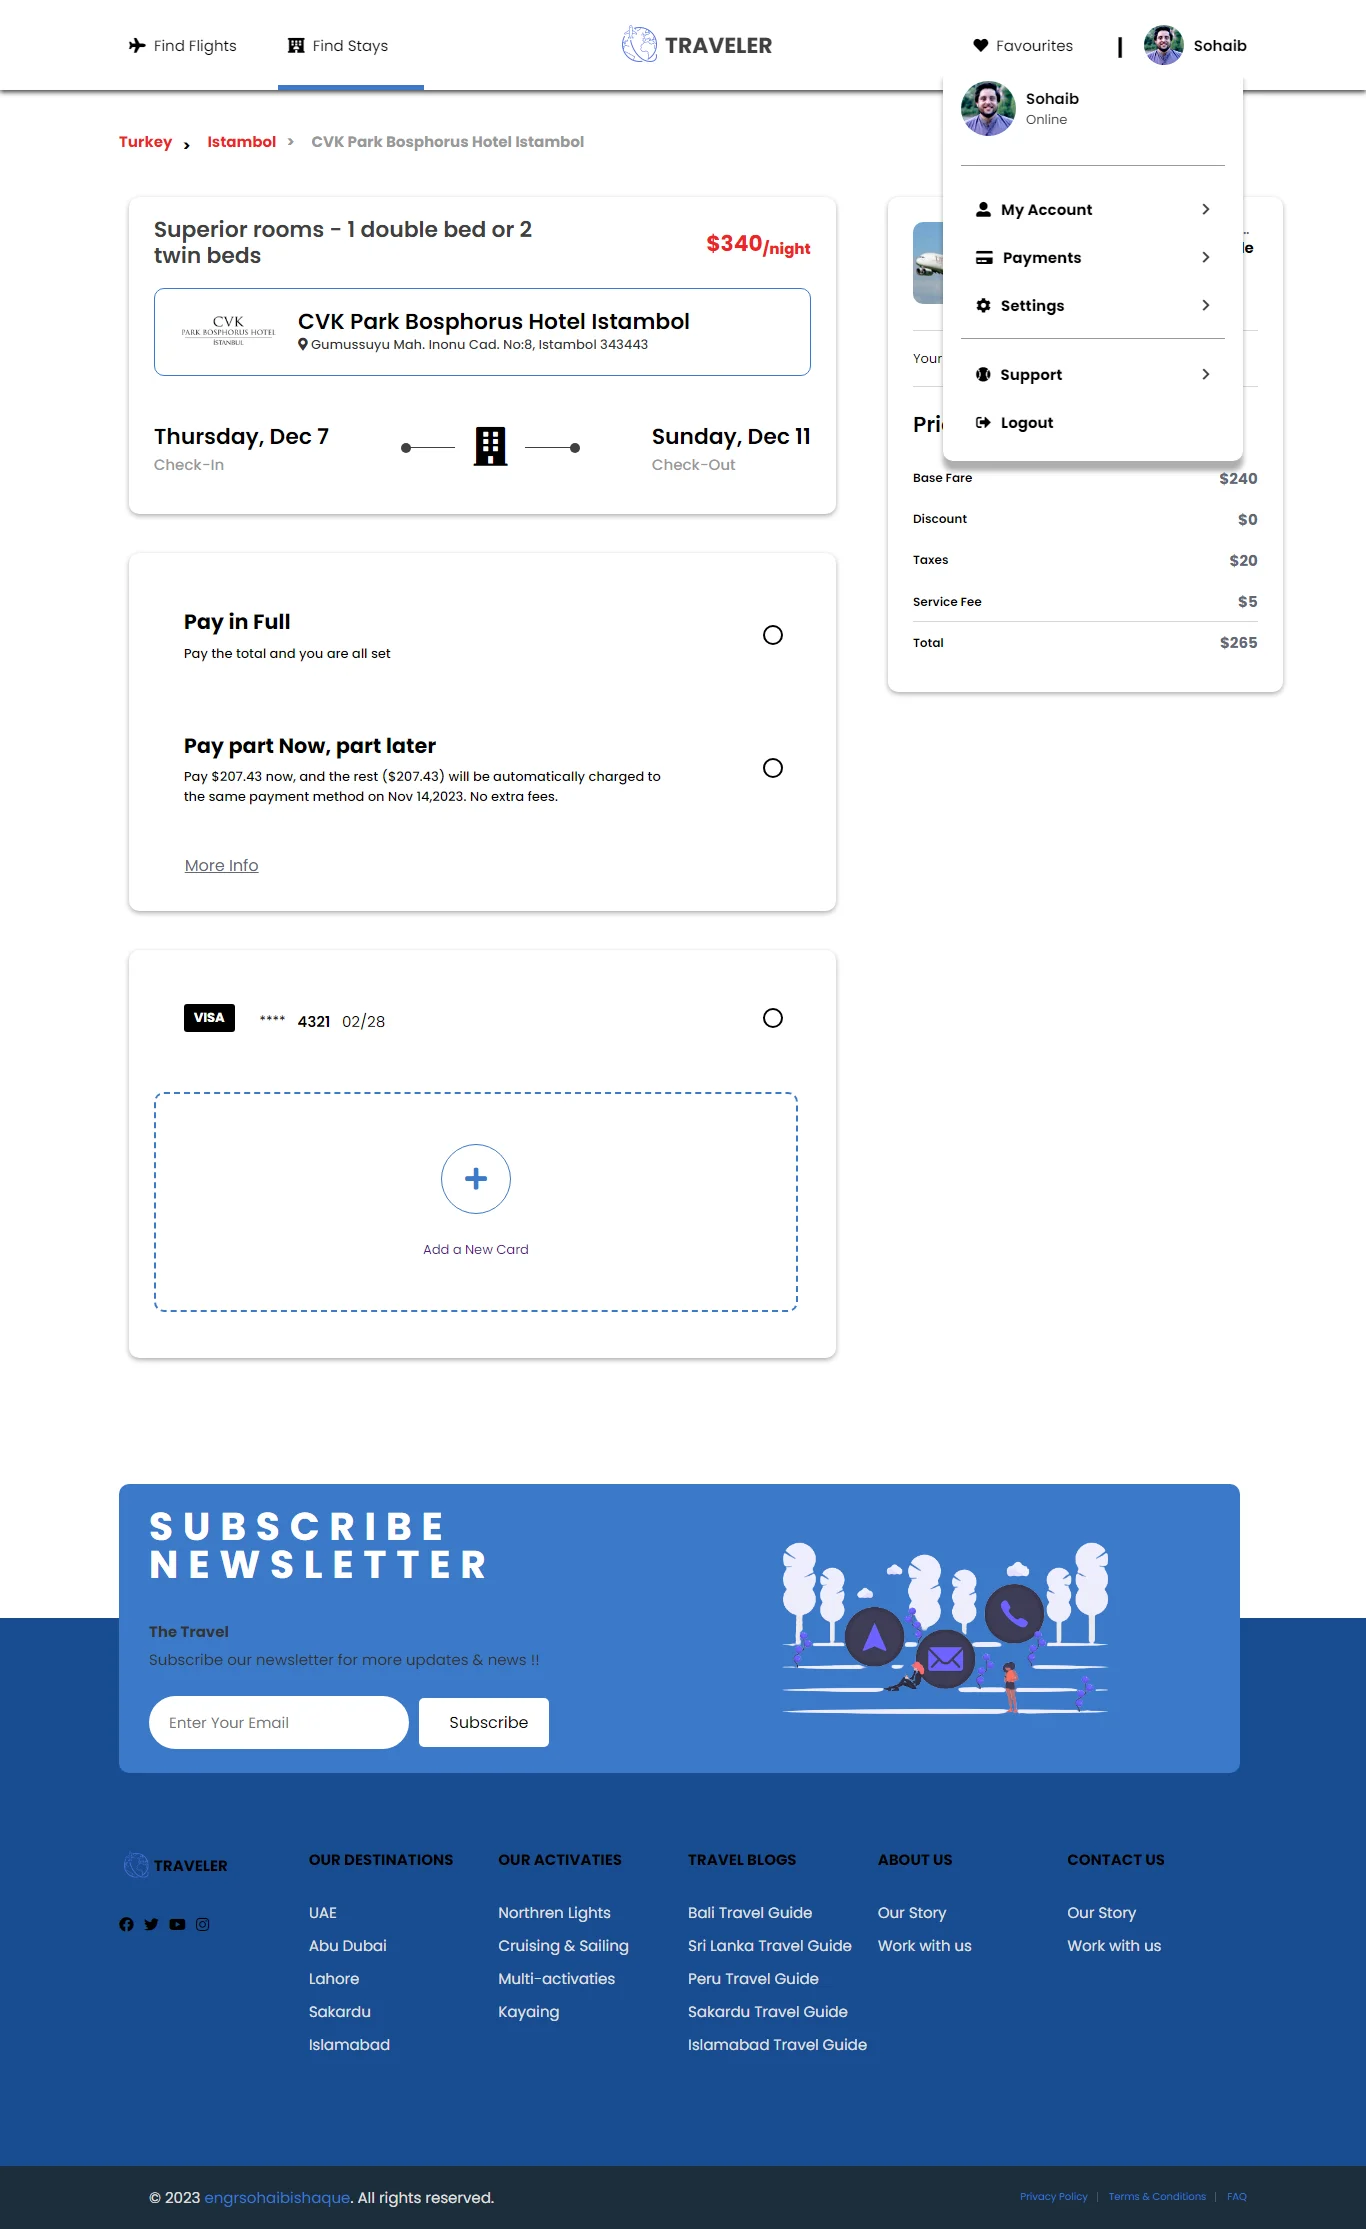 Find Flights
Find Stays
TRAVELER
Favourites
|
Sohaib
Sohaib
Online
My Account
Payments
Settings
Support
Logout
Turkey > Istambol > CVK Park Bosphorus Hotel Istambol
Superior rooms - 1 double bed or 2
twin beds
$340/night
CVK
PARK BOSPHORUS HOTEL
ISTANBUL
CVK Park Bosphorus Hotel Istambol
Gumussuyu Mah. Inonu Cad. No:8, Istambol 343443
Thursday, Dec 7
Check-In
Sunday, Dec 11
Check-Out
Base Fare $240
Discount $0
Taxes $20
Service Fee $5
Total $265
Pay in Full
Pay the total and you are all set
Pay part Now, part later
Pay $207.43 now, and the rest ($207.43) will be automatically charged to
the same payment method on Nov 14,2023. No extra fees.
More Info
VISA **** 4321 02/28
Add a New Card
SUBSCRIBE
NEWSLETTER
The Travel
Subscribe our newsletter for more updates & news !!
Enter Your Email
Subscribe
TRAVELER
OUR DESTINATIONS
UAE
Abu Dubai
Lahore
Sakardu
Islamabad
OUR ACTIVATIES
Northren Lights
Cruising & Sailing
Multi-activaties
Kayaing
TRAVEL BLOGS
Bali Travel Guide
Sri Lanka Travel Guide
Peru Travel Guide
Sakardu Travel Guide
Islamabad Travel Guide
ABOUT US
Our Story
Work with us
CONTACT US
Our Story
Work with us
© 2023 engrsohaibishaque. All rights reserved.
Privacy Policy | Terms & Conditions | FAQ